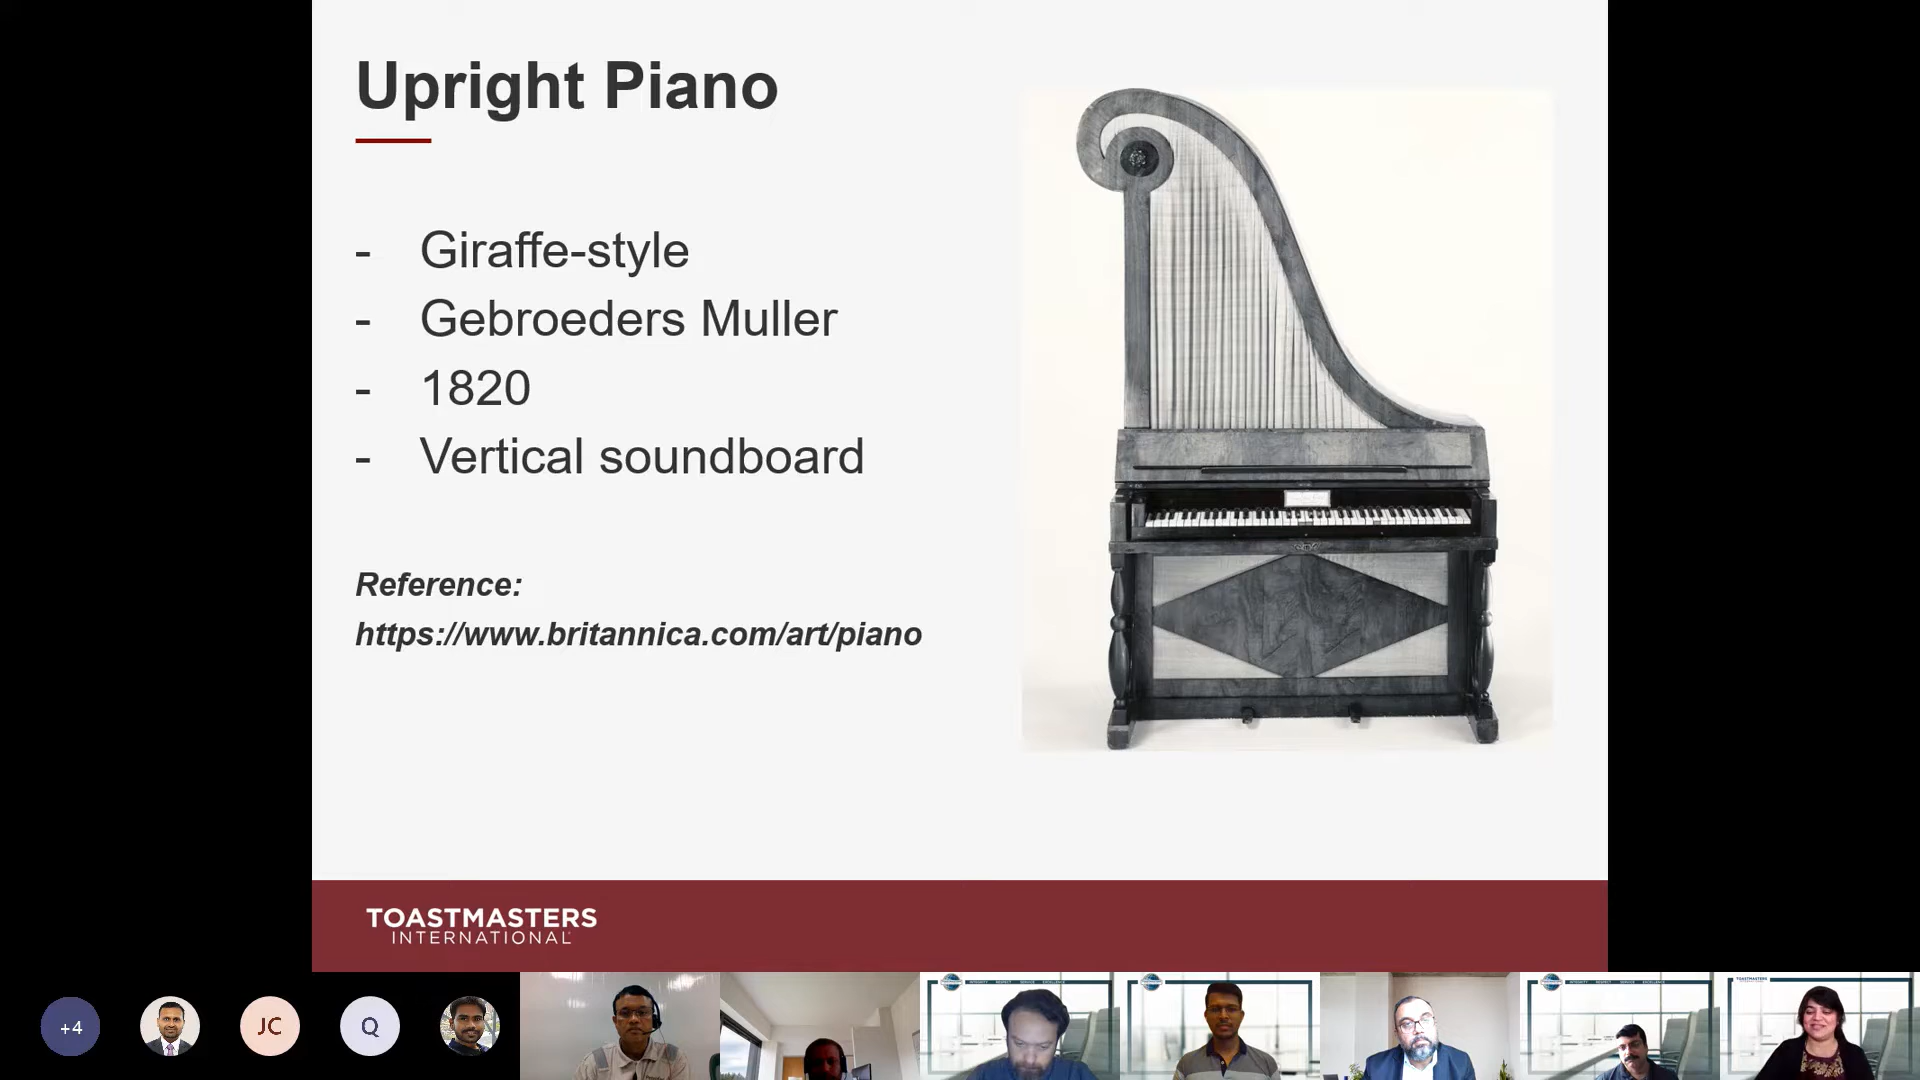 Upright Piano
- Giraffe-style
- Gebroeders Muller
- 1820
- Vertical soundboard
Reference:
https://www.britannica.com/art/piano
TOASTMASTERS
INTERNATIONAL
+4
JC
Q